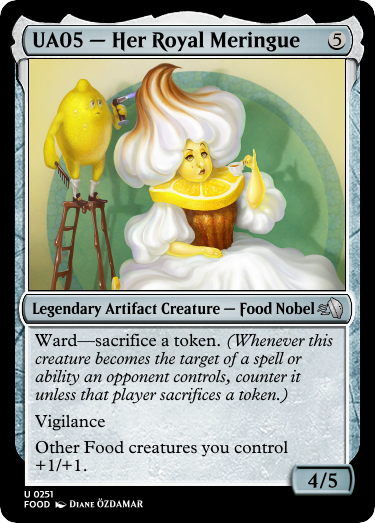 UA05 — Her Royal Meringue 5
Legendary Artifact Creature — Food Nobel
Ward—sacrifice a token. (Whenever this
creature becomes the target of a spell or
ability an opponent controls, counter it
unless that player sacrifices a token.)
Vigilance
Other Food creatures you control
+1/+1.
4/5
U 0251
FOOD Diane Özdamar